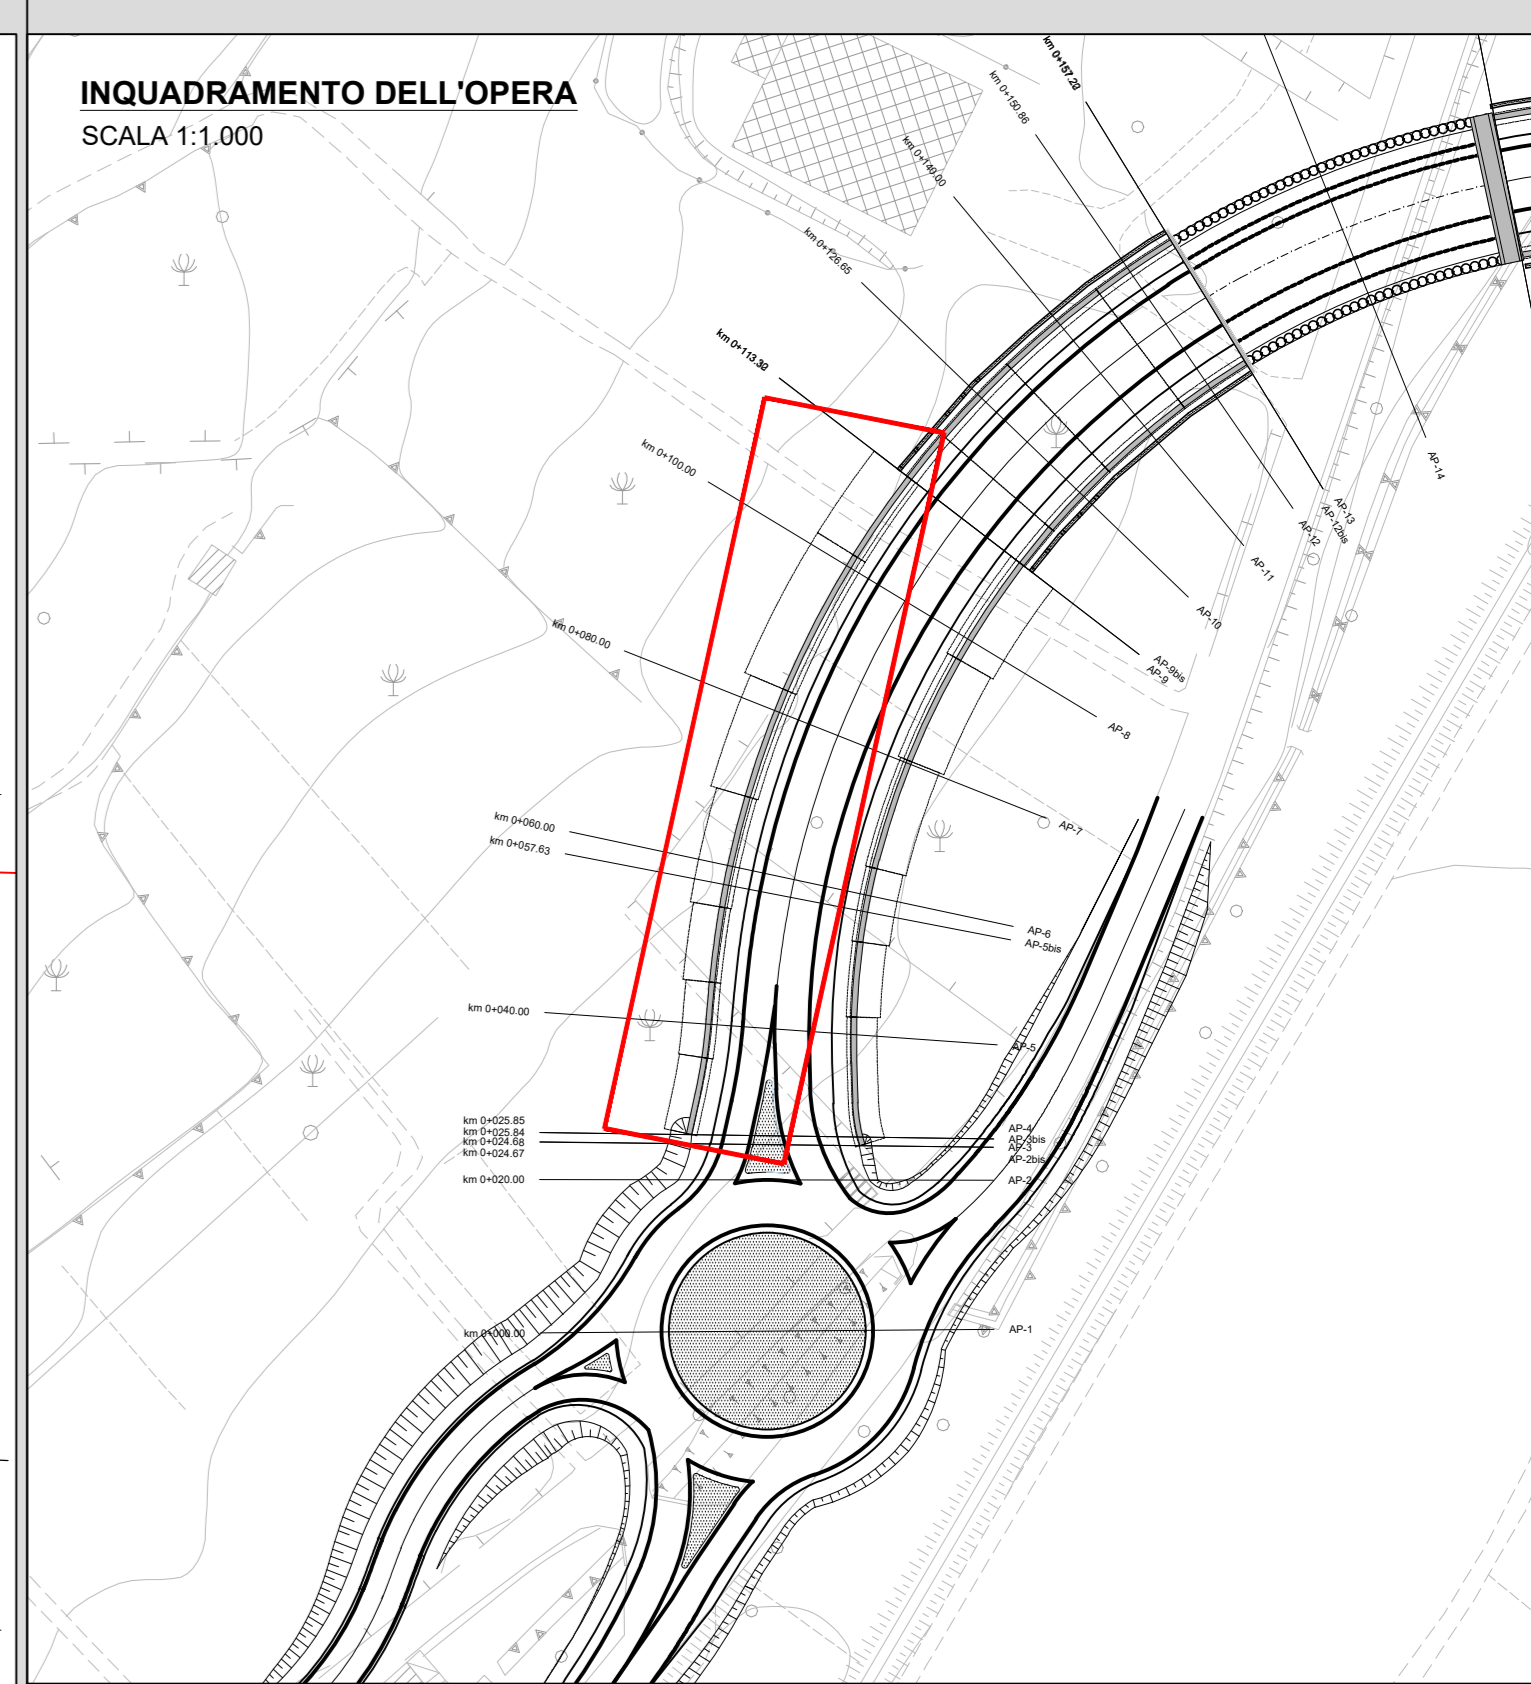 INQUADRAMENTO DELL'OPERA
SCALA 1:1.000
km 0+157.20
km 0+150.86
km 0+140.00
km 0+126.65
km 0+100.00
km 0+080.00
km 0+060.00
km 0+057.63
km 0+040.00
km 0+025.85
km 0+025.84
km 0+024.68
km 0+024.67
km 0+020.00
km 0+000.00
AP-14
AP-13
AP-12bis
AP-12
AP-11
AP-10
AP-9bis
AP-9
AP-8
AP-7
AP-6
AP-5bis
AP-5
AP-4
AP-3bis
AP-3
AP-2bis
AP-2
AP-1